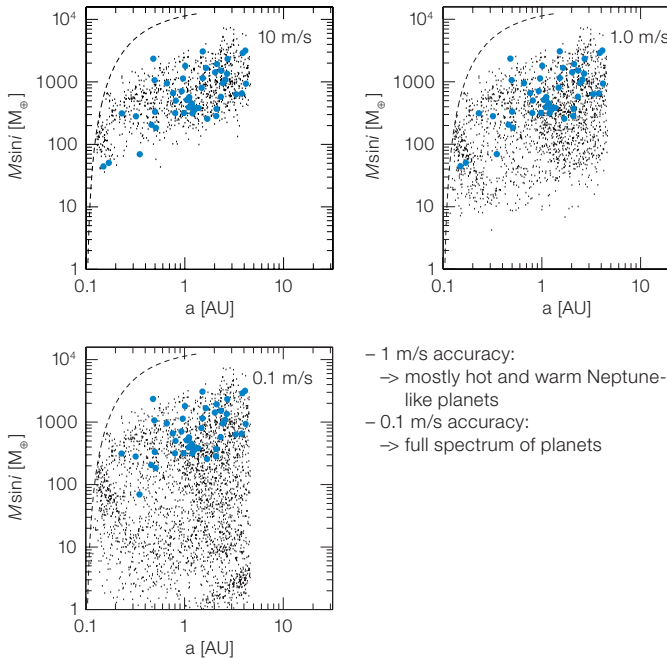 10⁴
1000
100
10
1
Msini [M⊕]
10 m/s
0.1
1
10
a [AU]
10⁴
1000
100
10
1
Msini [M⊕]
1.0 m/s
0.1
1
10
a [AU]
10⁴
1000
100
10
1
Msini [M⊕]
0.1 m/s
0.1
1
10
a [AU]
– 1 m/s accuracy:
–> mostly hot and warm Neptune-
like planets
– 0.1 m/s accuracy:
–> full spectrum of planets